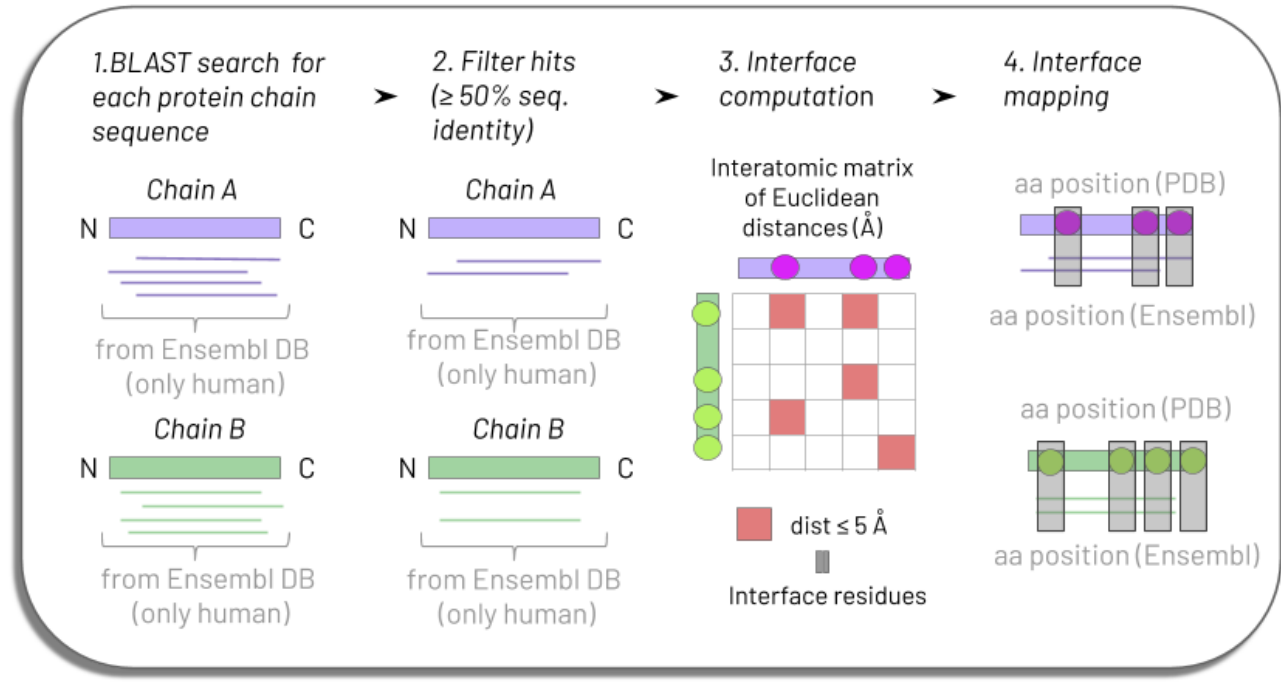 1.BLAST search for
each protein chain
sequence
2. Filter hits
(≥ 50% seq.
identity)
3. Interface
computation
4. Interface
mapping
Chain A
N
C
from Ensembl DB
(only human)
Chain B
N
C
from Ensembl DB
(only human)
Chain A
N
C
from Ensembl DB
(only human)
Chain B
N
C
from Ensembl DB
(only human)
Interatomic matrix
of Euclidean
distances (Å)
dist ≤ 5 Å
Interface residues
aa position (PDB)
aa position (Ensembl)
aa position (PDB)
aa position (Ensembl)